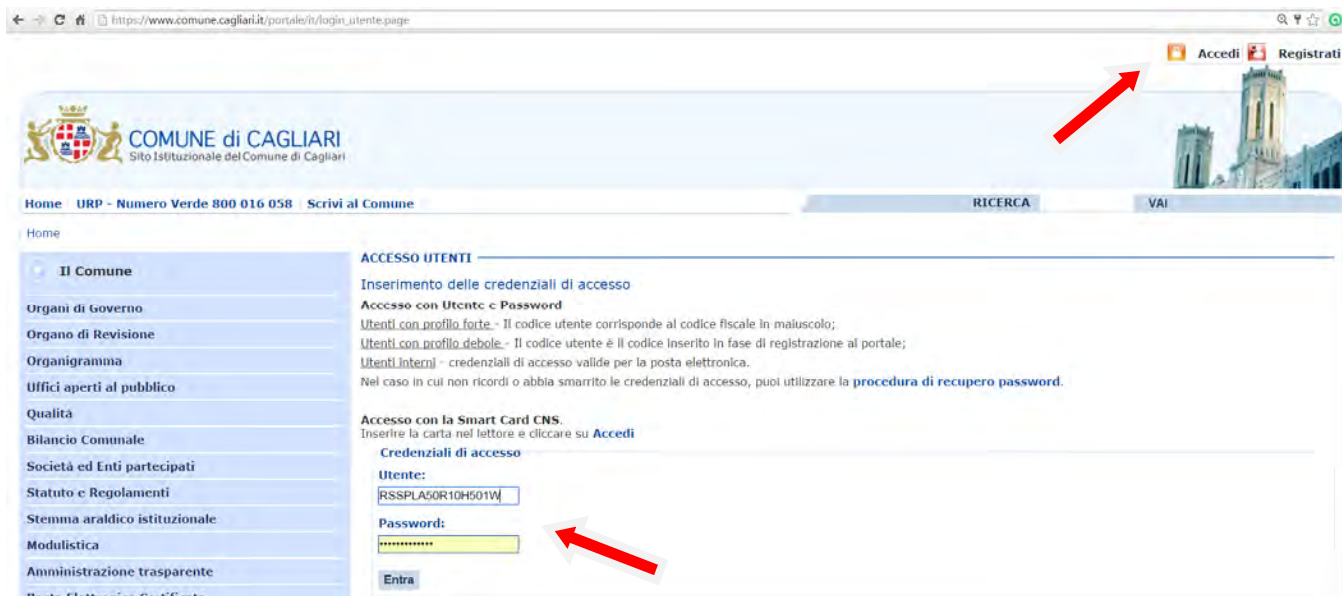 https://www.comune.cagliari.it/portale/it/login_utente.page
Accedi Registrati
COMUNE di CAGLIARI
Sito Istituzionale del Comune di Cagliari
Home URP - Numero Verde 800 016 058 Scrivi al Comune RICERCA VAI
Home
Il Comune
Organi di Governo
Organo di Revisione
Organigramma
Uffici aperti al pubblico
Qualità
Bilancio Comunale
Società ed Enti partecipati
Statuto e Regolamenti
Stemma araldico istituzionale
Modulistica
Amministrazione trasparente
Posta Elettronica Certificata
ACCESSO UTENTI
Inserimento delle credenziali di accesso
Accesso con Utente e Password
Utenti con profilo forte - Il codice utente corrisponde al codice fiscale in maiuscolo;
Utenti con profilo debole - Il codice utente è il codice inserito in fase di registrazione al portale;
Utenti interni - credenziali di accesso valide per la posta elettronica.
Nel caso in cui non ricordi o abbia smarrito le credenziali di accesso, puoi utilizzare la procedura di recupero password.
Accesso con la Smart Card CNS.
Inserire la carta nel lettore e cliccare su Accedi
Credenziali di accesso
Utente:
RSSPLA50R10H501W
Password:
•••••••••••••
Entra